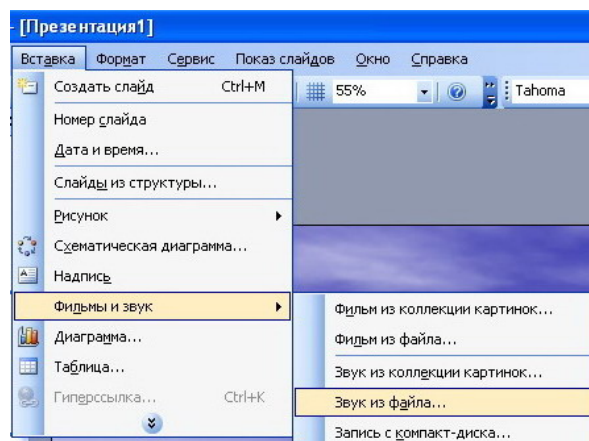 [Презентация1]
Вставка Формат Сервис Показ слайдов Окно Справка
Создать слайд Ctrl+M 55% Tahoma
Номер слайда
Дата и время...
Слайды из структуры...
Рисунок
Схематическая диаграмма...
Надпись
Фильмы и звук
Диаграмма...
Таблица...
Гиперссылка... Ctrl+K
Фильм из коллекции картинок...
Фильм из файла...
Звук из коллекции картинок...
Звук из файла...
Запись с компакт-диска...